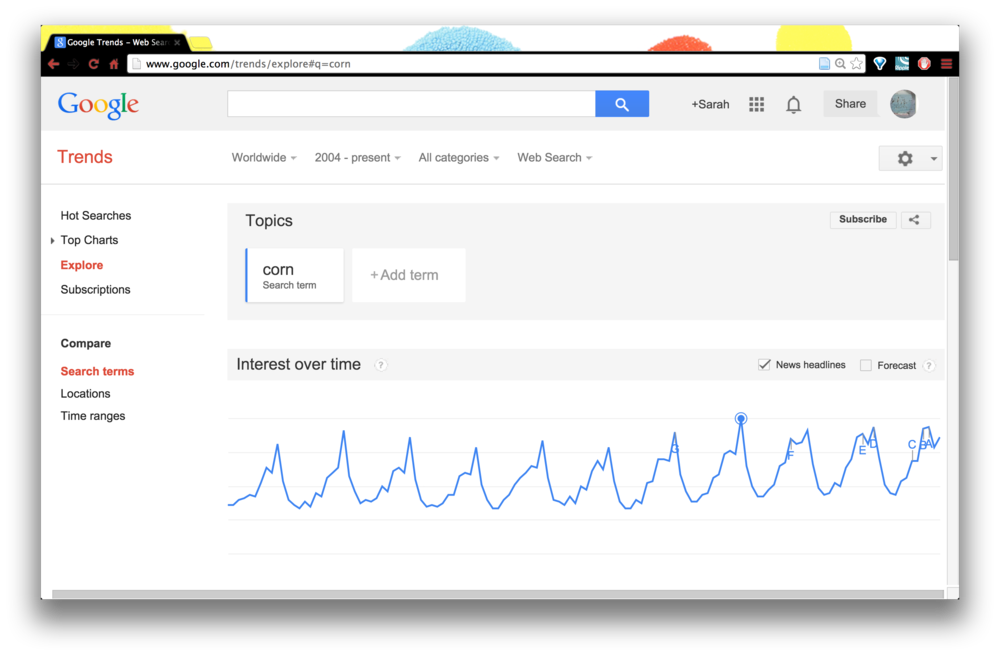 Google Trends - Web Sear
www.google.com/trends/explore#q=corn
Google
+Sarah
Share
Trends
Worldwide
2004 - present
All categories
Web Search
Hot Searches
Top Charts
Explore
Subscriptions
Compare
Search terms
Locations
Time ranges
Topics
Subscribe
corn
Search term
+Add term
Interest over time
?
News headlines
Forecast
?
G
F
E
D
C
B
A